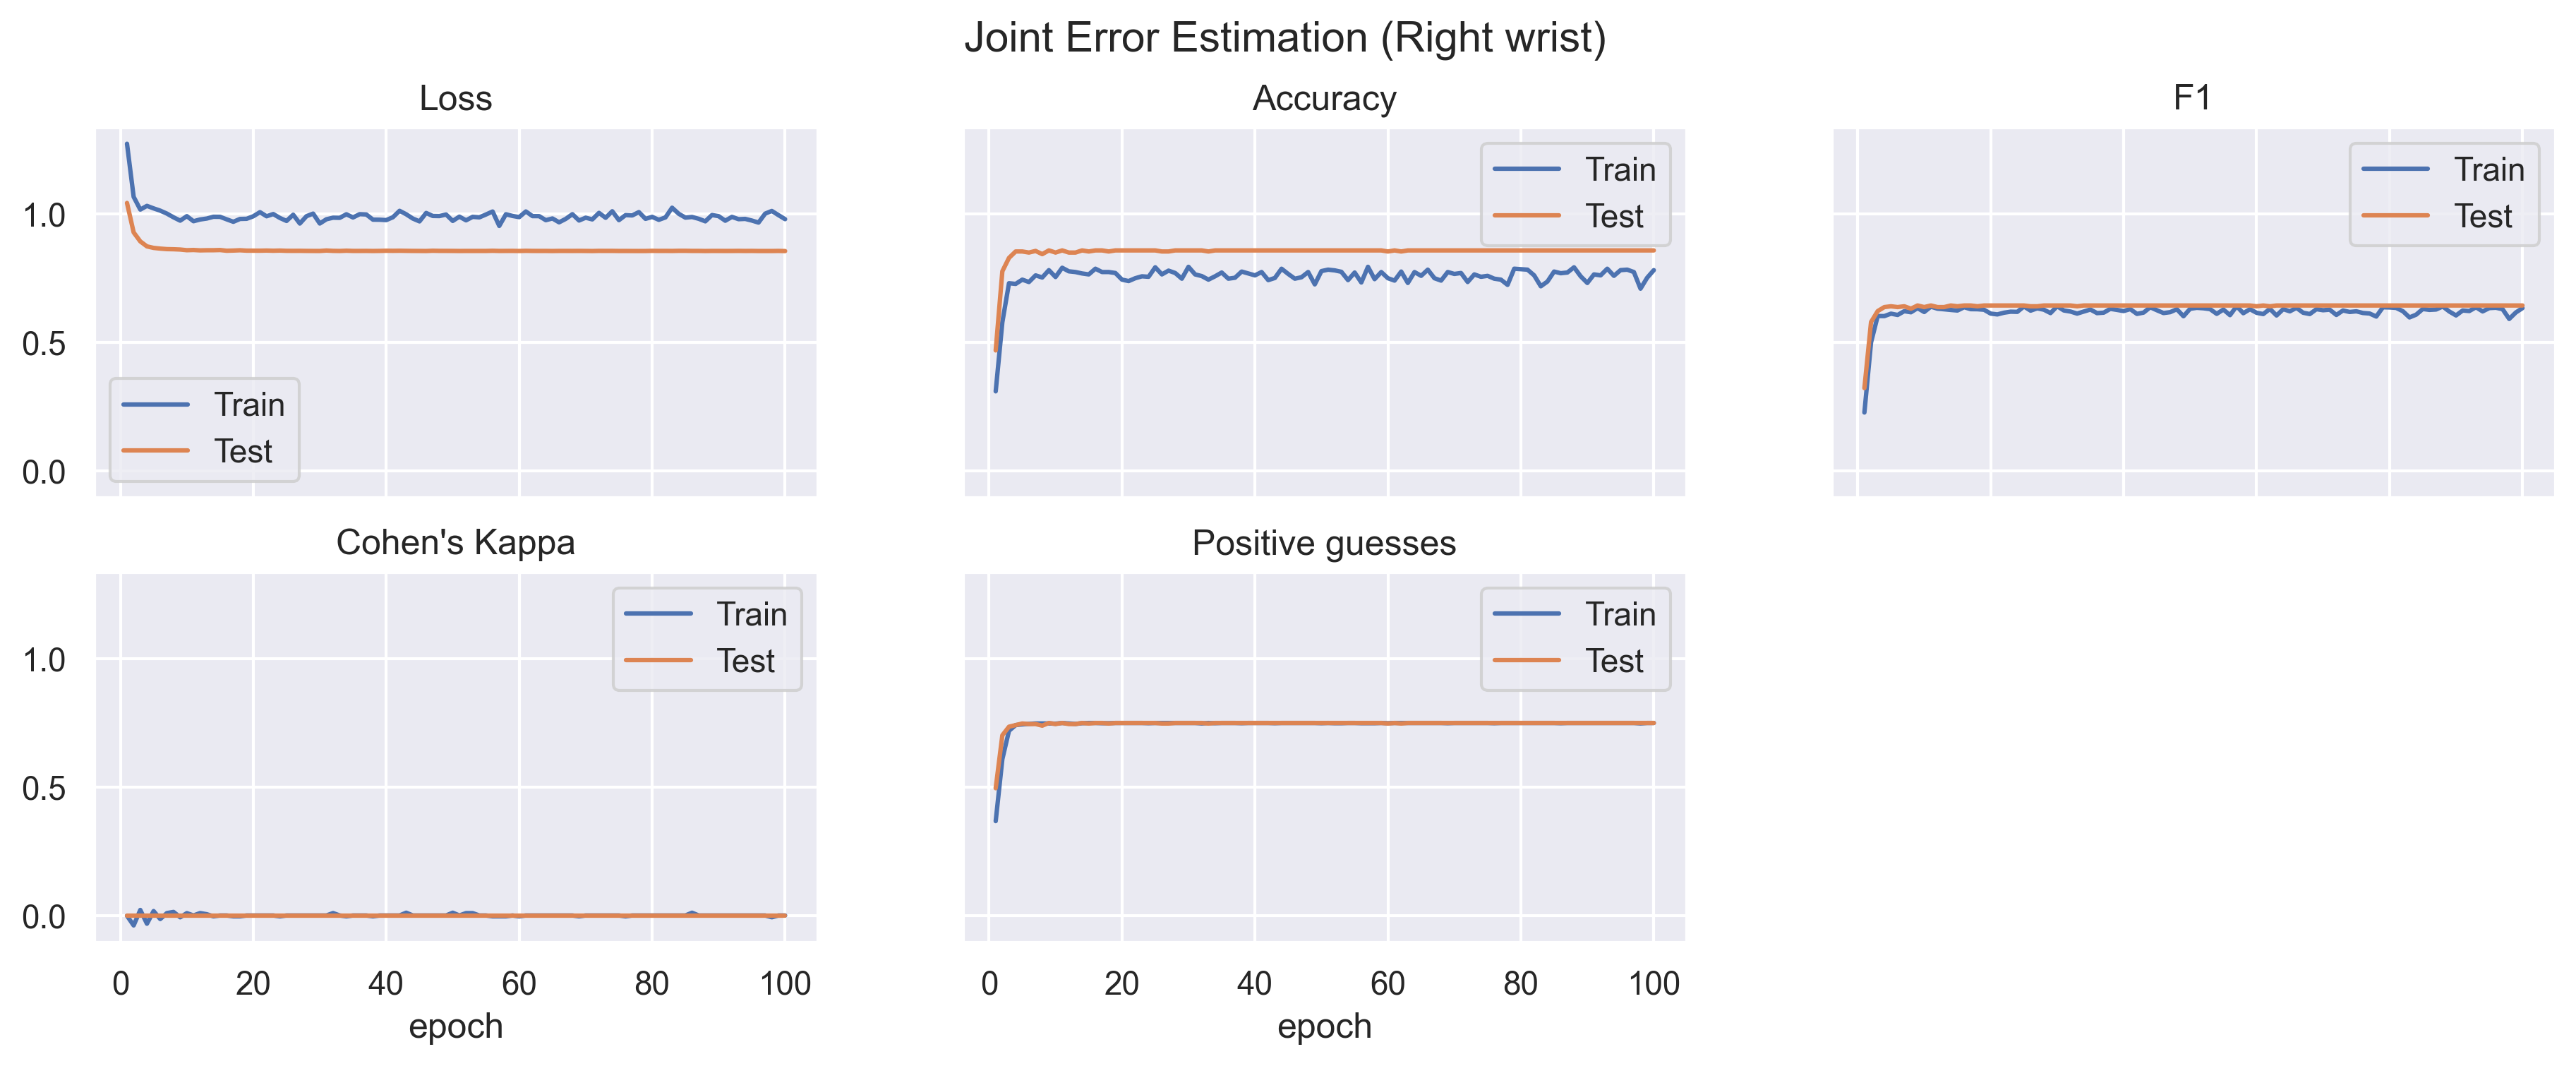 Joint Error Estimation (Right wrist)
Loss
Accuracy
F1
1.0
0.5
0.0
Train
Test
Train
Test
Train
Test
Cohen's Kappa
Positive guesses
1.0
0.5
0.0
Train
Test
Train
Test
0 20 40 60 80 100
epoch
0 20 40 60 80 100
epoch